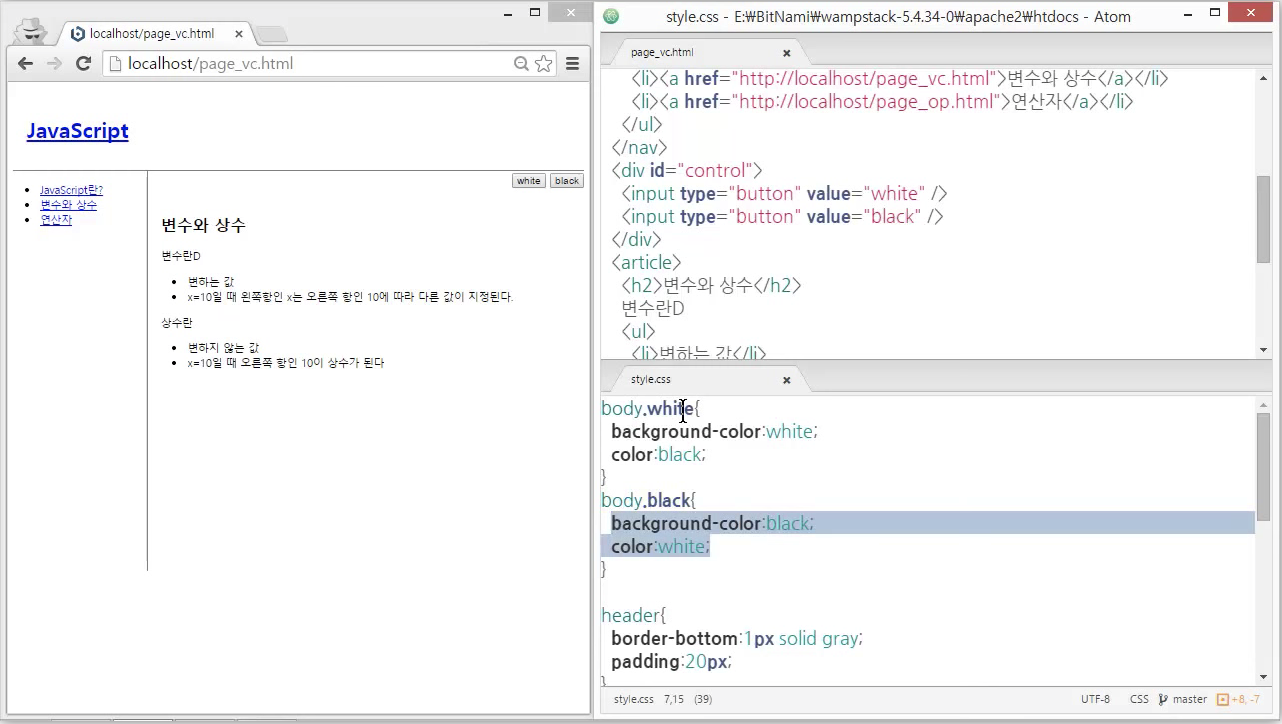 localhost/page_vc.html
localhost/page_vc.html
JavaScript
JavaScript란?
변수와 상수
연산자
white black
변수와 상수
변수란D
변하는 값
x=10일 때 왼쪽항인 x는 오른쪽 항인 10에 따라 다른 값이 지정된다.
상수란
변하지 않는 값
x=10일 때 오른쪽 항인 10이 상수가 된다
style.css - E:₩BitNami₩wampstack-5.4.34-0₩apache2₩htdocs - Atom
page_vc.html
<li><a href="http://localhost/page_vc.html">변수와 상수</a></li>
<li><a href="http://localhost/page_op.html">연산자</a></li>
</ul>
</nav>
<div id="control">
<input type="button" value="white" />
<input type="button" value="black" />
</div>
<article>
<h2>변수와 상수</h2>
변수란D
<ul>
<li>변하는 값</li>
style.css
body.white{
background-color:white;
color:black;
}
body.black{
background-color:black;
color:white;
}
header{
border-bottom:1px solid gray;
padding:20px;
}
style.css 7,15 (39) UTF-8 CSS master +8, -7